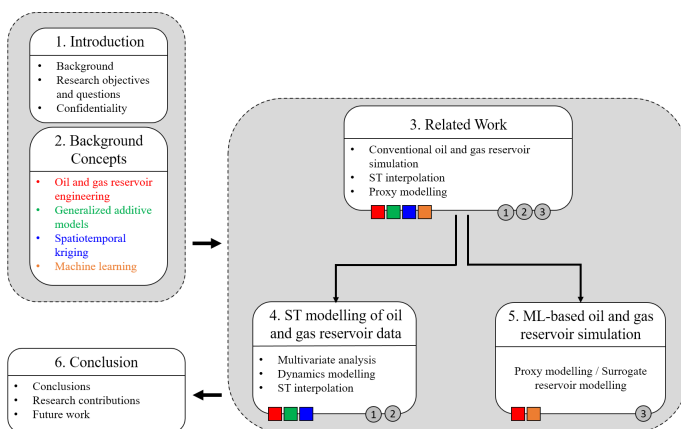 1. Introduction
• Background
• Research objectives
and questions
• Confidentiality
2. Background
Concepts
• Oil and gas reservoir
engineering
• Generalized additive
models
• Spatiotemporal
kriging
• Machine learning
3. Related Work
• Conventional oil and gas reservoir
simulation
• ST interpolation
• Proxy modelling
1 2 3
4. ST modelling of oil
and gas reservoir data
• Multivariate analysis
• Dynamics modelling
• ST interpolation
1 2
5. ML-based oil and gas
reservoir simulation
Proxy modelling / Surrogate
reservoir modelling
3
6. Conclusion
• Conclusions
• Research contributions
• Future work